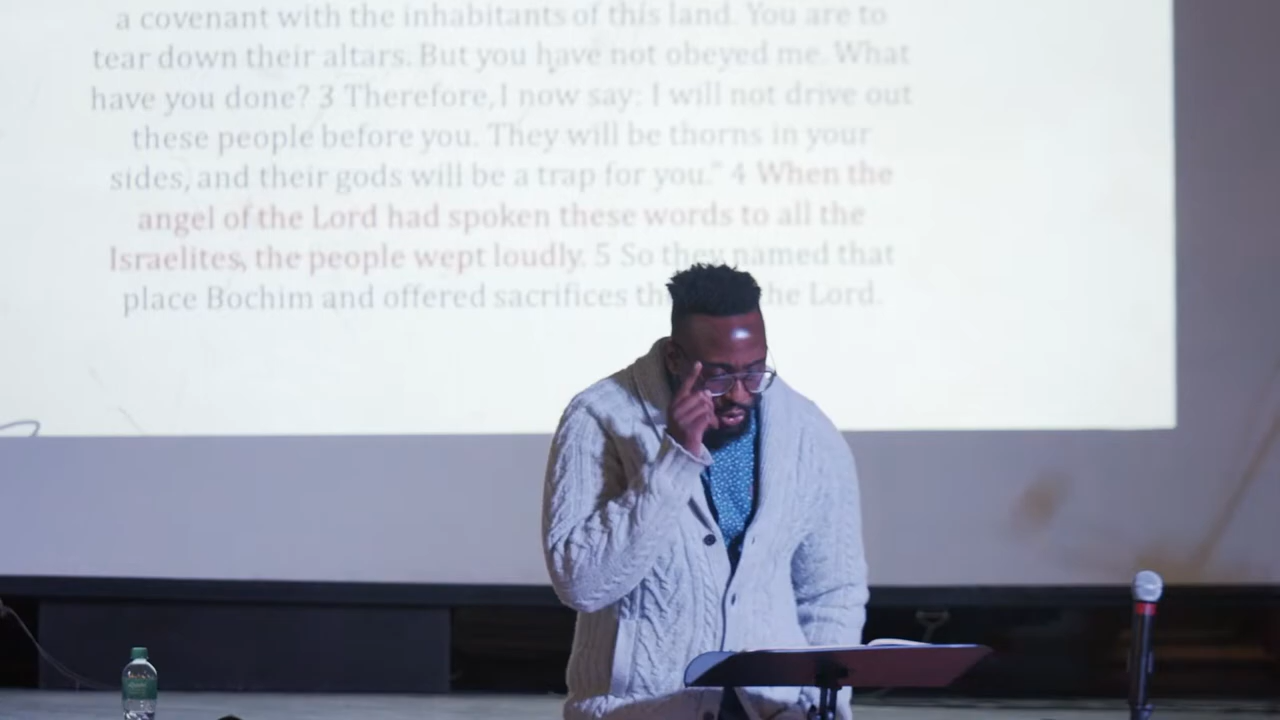 a covenant with the inhabitants of this land. You are to
tear down their altars. But you have not obeyed me. What
have you done? 3 Therefore, I now say: I will not drive out
these people before you. They will be thorns in your
sides, and their gods will be a trap for you." 4 When the
angel of the Lord had spoken these words to all the
Israelites, the people wept loudly. 5 So they named that
place Bochim and offered sacrifices the Lord.